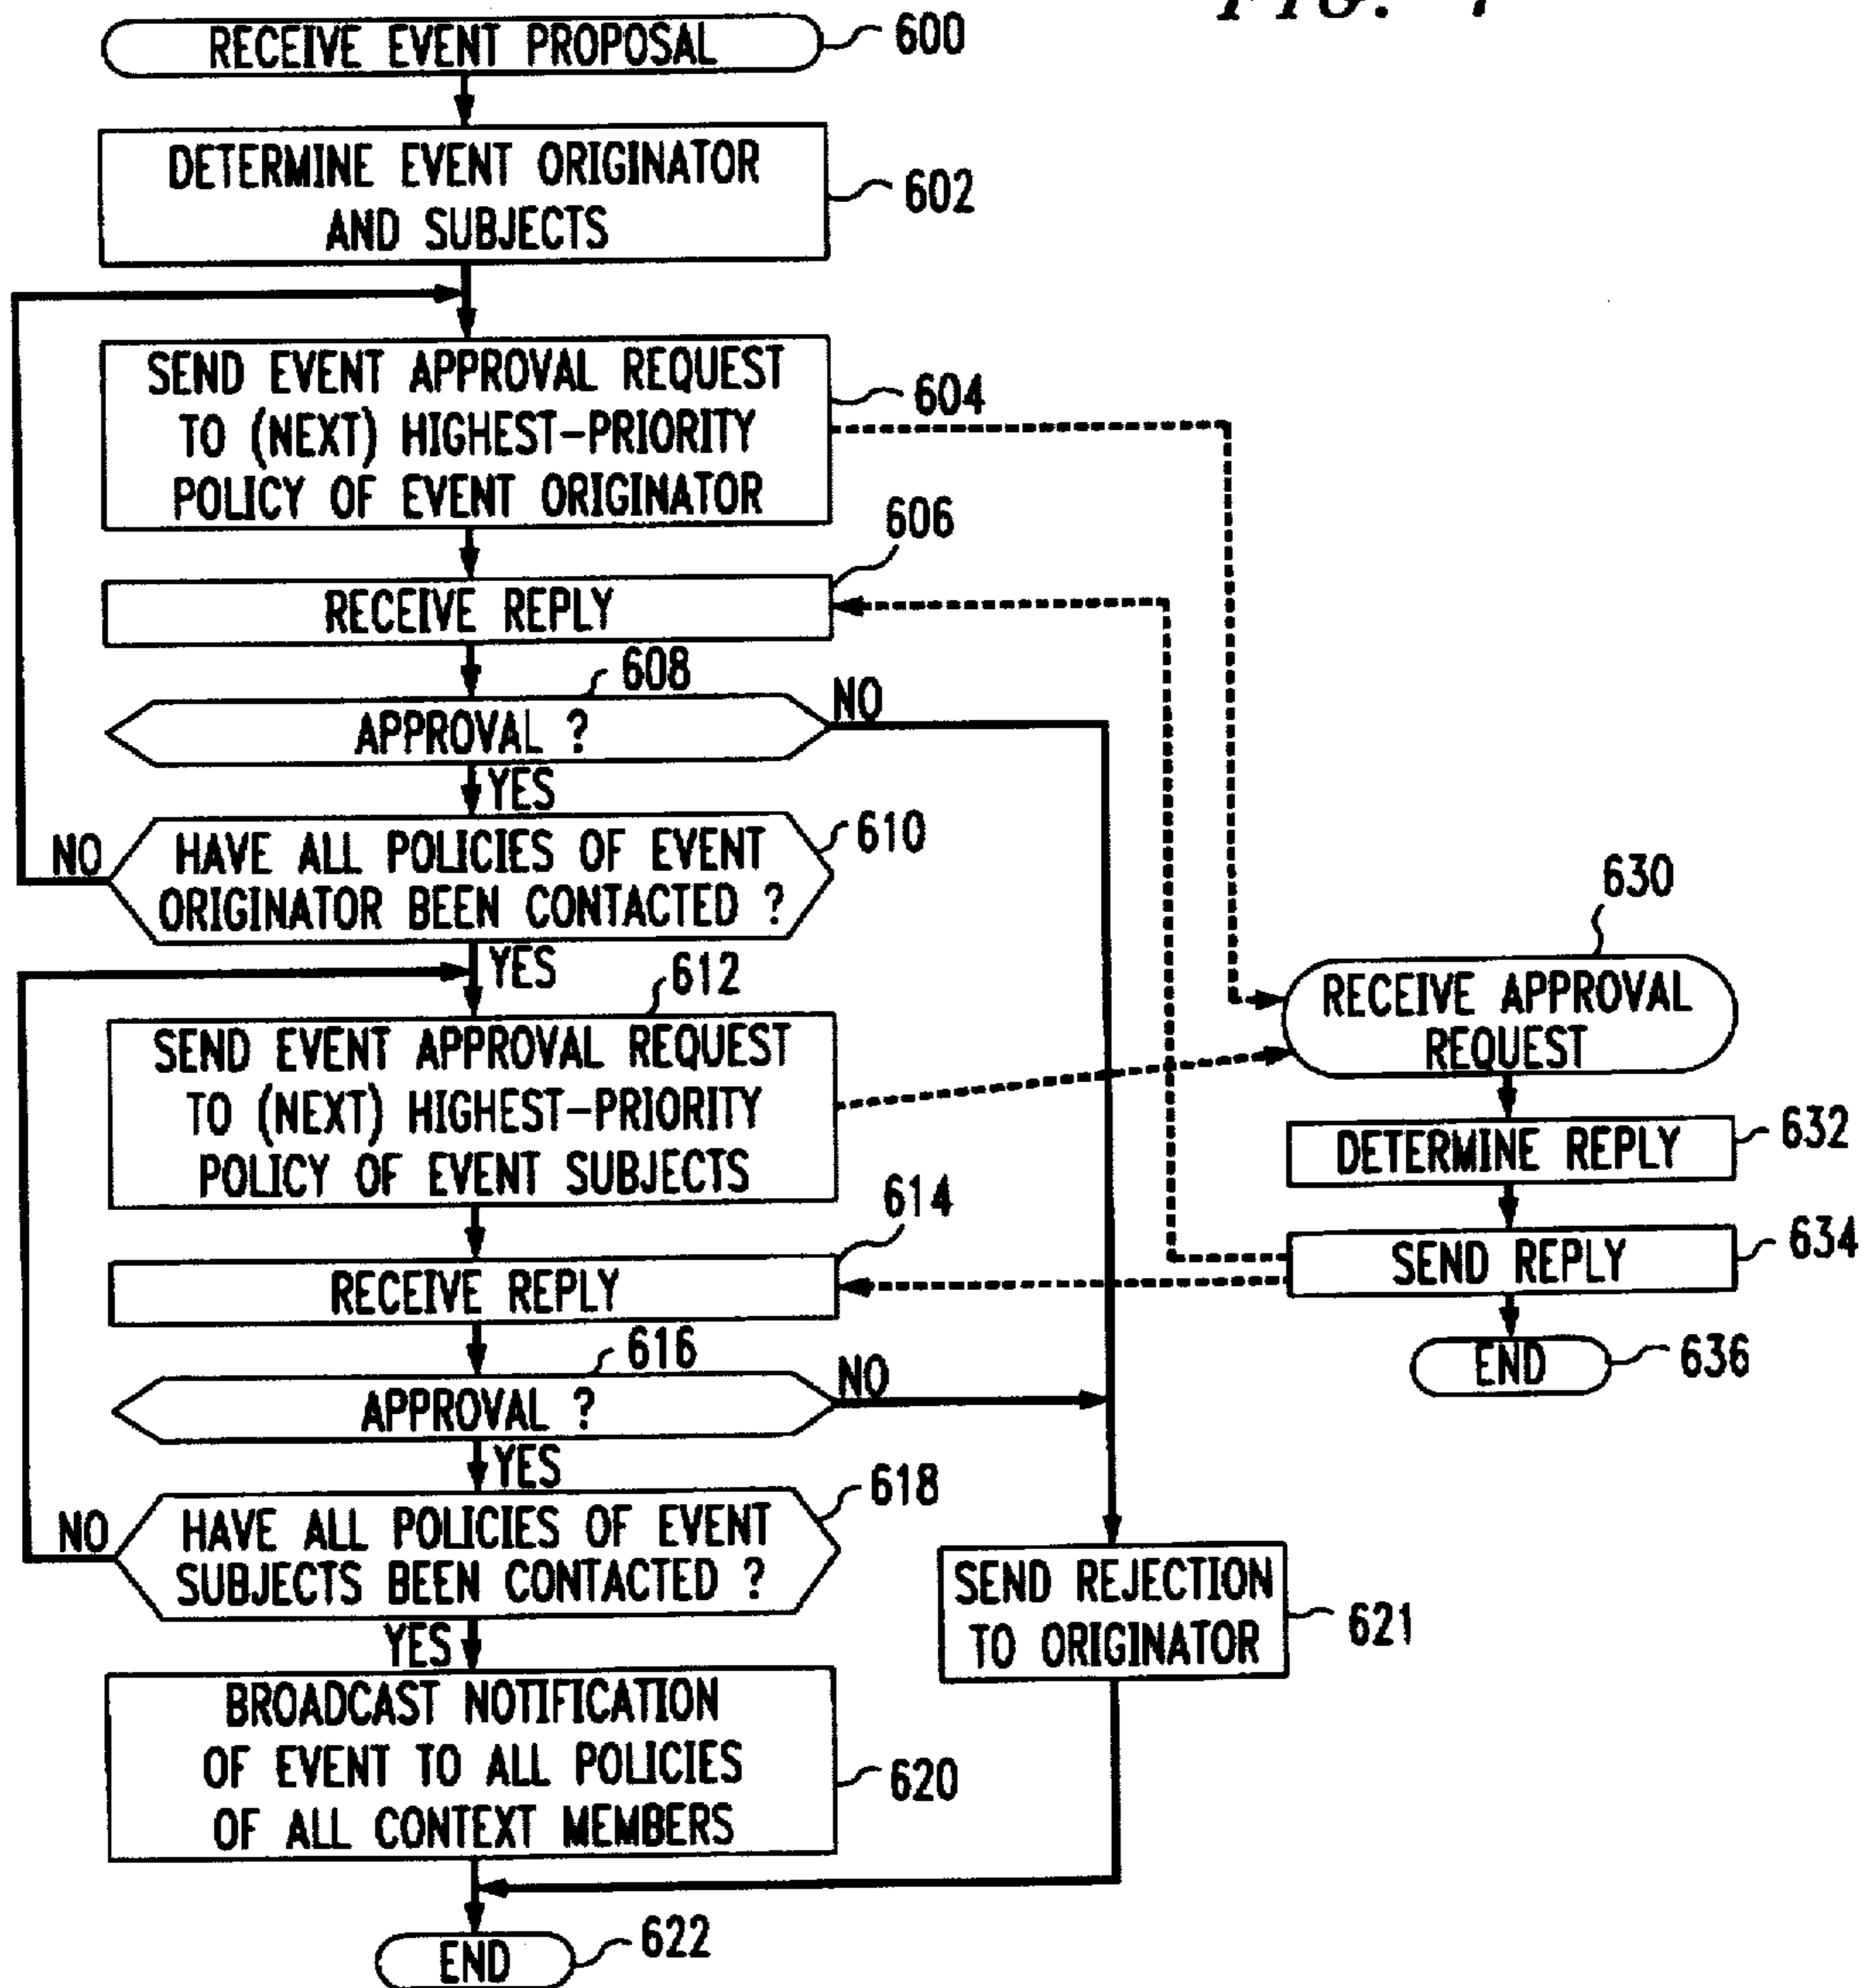 FIG. 7
RECEIVE EVENT PROPOSAL
600
DETERMINE EVENT ORIGINATOR
AND SUBJECTS
602
SEND EVENT APPROVAL REQUEST
TO (NEXT) HIGHEST-PRIORITY
POLICY OF EVENT ORIGINATOR
604
606
RECEIVE REPLY
608
APPROVAL ?
NO
YES
HAVE ALL POLICIES OF EVENT
ORIGINATOR BEEN CONTACTED ?
610
NO
YES
612
SEND EVENT APPROVAL REQUEST
TO (NEXT) HIGHEST-PRIORITY
POLICY OF EVENT SUBJECTS
614
RECEIVE REPLY
616
APPROVAL ?
NO
YES
HAVE ALL POLICIES OF EVENT
SUBJECTS BEEN CONTACTED ?
618
NO
YES
BROADCAST NOTIFICATION
OF EVENT TO ALL POLICIES
OF ALL CONTEXT MEMBERS
620
SEND REJECTION
TO ORIGINATOR
621
END
622
630
RECEIVE APPROVAL
REQUEST
DETERMINE REPLY
632
SEND REPLY
634
END
636